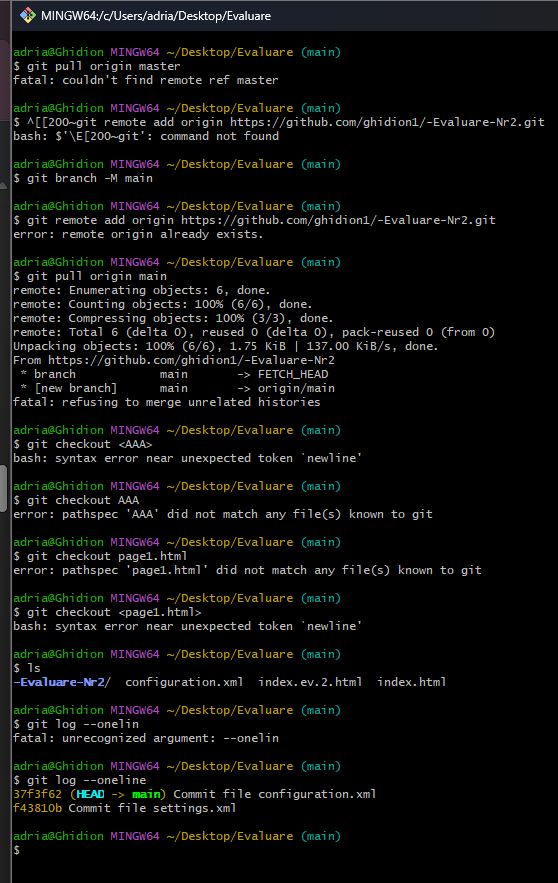 MINGW64:/c/Users/adria/Desktop/Evaluare
adria@Ghidion MINGW64 ~/Desktop/Evaluare (main)
$ git pull origin master
fatal: couldn't find remote ref master
adria@Ghidion MINGW64 ~/Desktop/Evaluare (main)
$ ^[[200~git remote add origin https://github.com/ghidion1/-Evaluare-Nr2.git
bash: $'\E[200~git': command not found
adria@Ghidion MINGW64 ~/Desktop/Evaluare (main)
$ git branch -M main
adria@Ghidion MINGW64 ~/Desktop/Evaluare (main)
$ git remote add origin https://github.com/ghidion1/-Evaluare-Nr2.git
error: remote origin already exists.
adria@Ghidion MINGW64 ~/Desktop/Evaluare (main)
$ git pull origin main
remote: Enumerating objects: 6, done.
remote: Counting objects: 100% (6/6), done.
remote: Compressing objects: 100% (3/3), done.
remote: Total 6 (delta 0), reused 0 (delta 0), pack-reused 0 (from 0)
Unpacking objects: 100% (6/6), 1.75 KiB | 137.00 KiB/s, done.
From https://github.com/ghidion1/-Evaluare-Nr2
 * branch            main       -> FETCH_HEAD
 * [new branch]      main       -> origin/main
fatal: refusing to merge unrelated histories
adria@Ghidion MINGW64 ~/Desktop/Evaluare (main)
$ git checkout <AAA>
bash: syntax error near unexpected token `newline'
adria@Ghidion MINGW64 ~/Desktop/Evaluare (main)
$ git checkout AAA
error: pathspec 'AAA' did not match any file(s) known to git
adria@Ghidion MINGW64 ~/Desktop/Evaluare (main)
$ git checkout page1.html
error: pathspec 'page1.html' did not match any file(s) known to git
adria@Ghidion MINGW64 ~/Desktop/Evaluare (main)
$ git checkout <page1.html>
bash: syntax error near unexpected token `newline'
adria@Ghidion MINGW64 ~/Desktop/Evaluare (main)
$ ls
-Evaluare-Nr2/  configuration.xml  index.ev.2.html  index.html
adria@Ghidion MINGW64 ~/Desktop/Evaluare (main)
$ git log --onelin
fatal: unrecognized argument: --onelin
adria@Ghidion MINGW64 ~/Desktop/Evaluare (main)
$ git log --oneline
37f3f62 (HEAD -> main) Commit file configuration.xml
f43810b Commit file settings.xml
adria@Ghidion MINGW64 ~/Desktop/Evaluare (main)
$